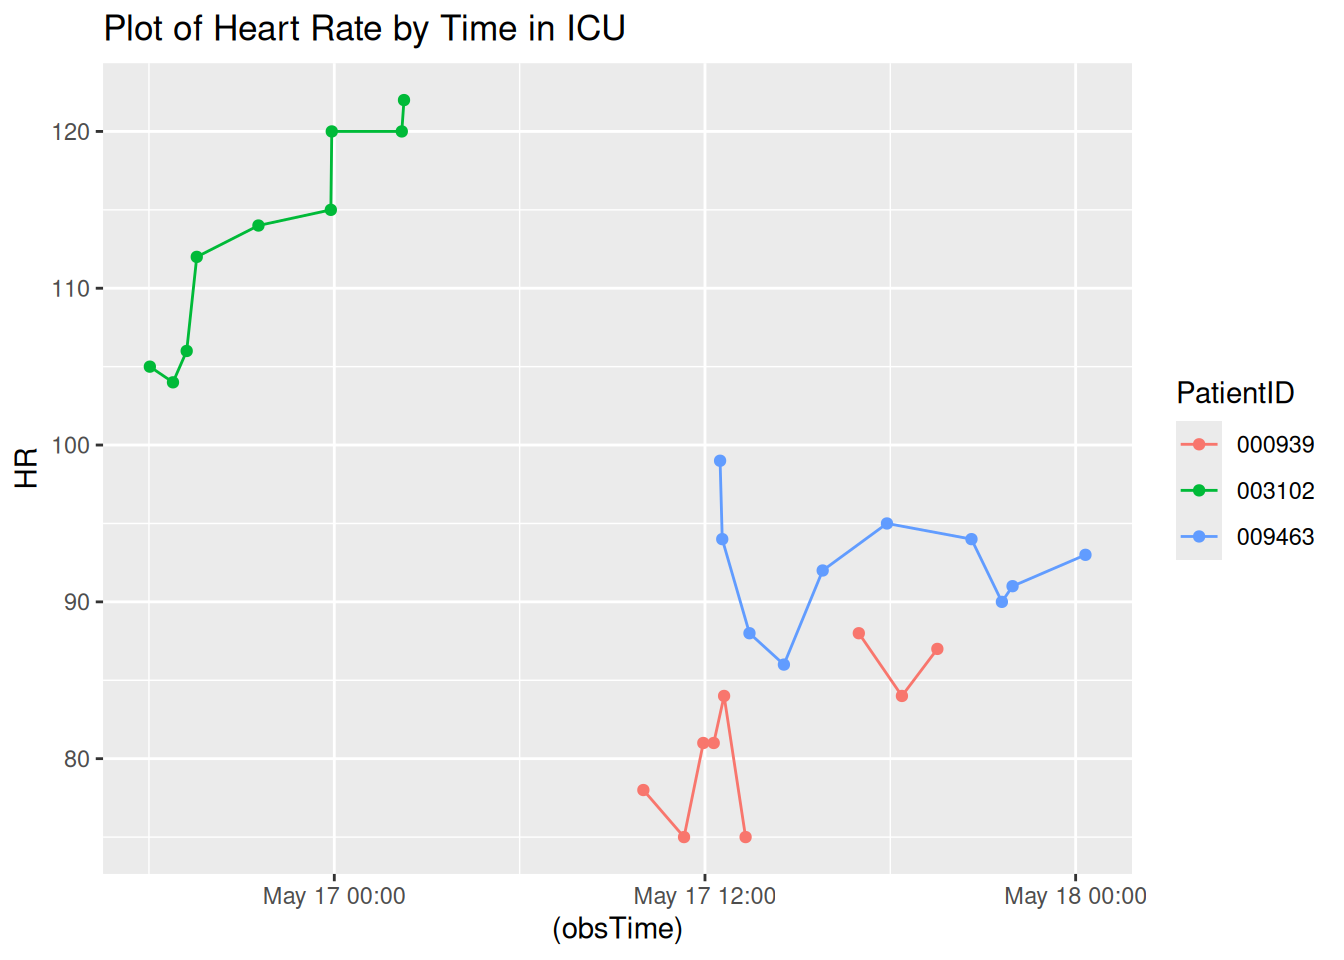 Plot of Heart Rate by Time in ICU
120
110
100
90
80
HR
May 17 00:00
May 17 12:00
May 18 00:00
(obsTime)
PatientID
000939
003102
009463